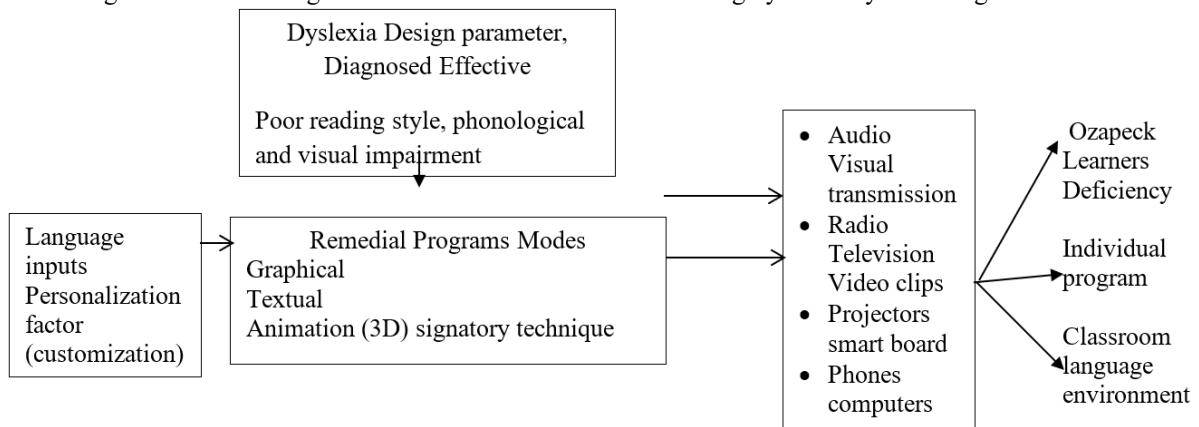 Dyslexia Design parameter,
Diagnosed Effective
Poor reading style, phonological
and visual impairment
Language
inputs
Personalization
factor
(customization)
Remedial Programs Modes
Graphical
Textual
Animation (3D) signatory technique
• Audio
Visual
transmission
• Radio
Television
Video clips
• Projectors
smart board
• Phones
computers
Ozapeck
Learners
Deficiency
Individual
program
Classroom
language
environment